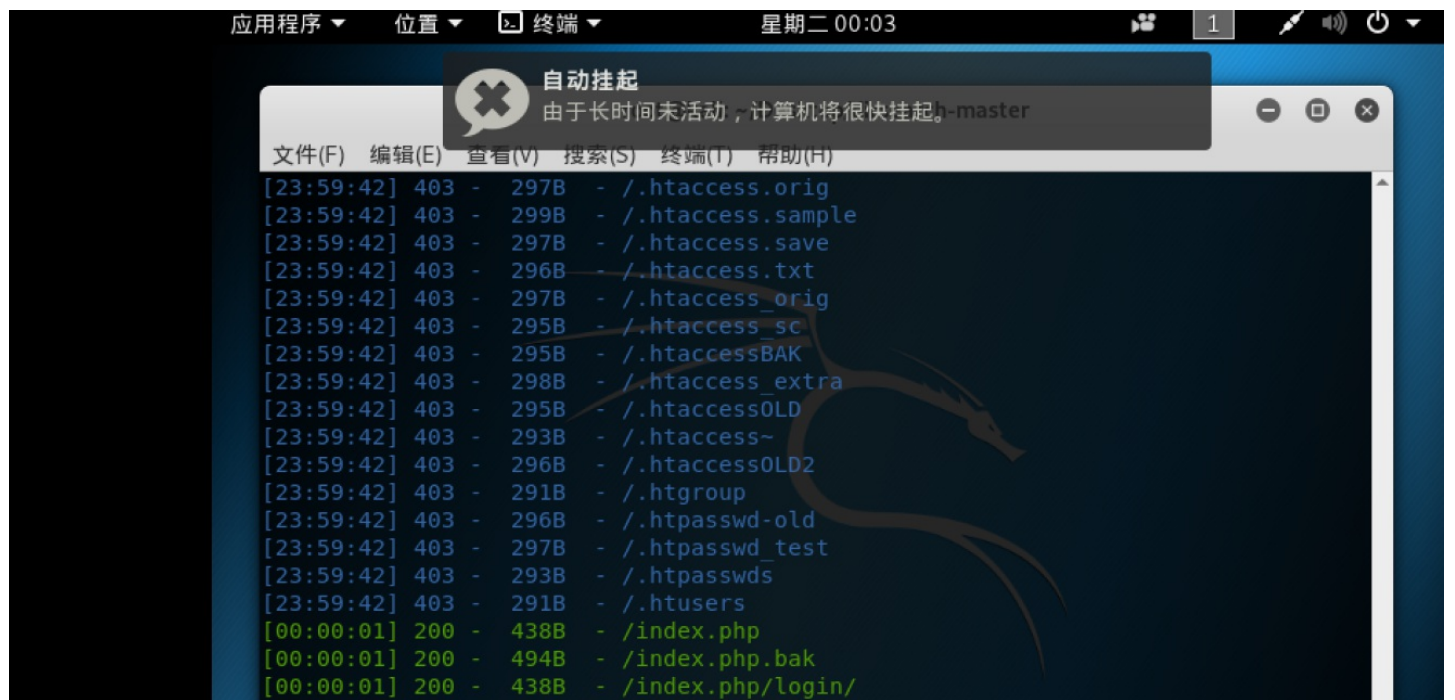 应用程序 位置 终端 星期二 00:03 1
自动挂起
由于长时间未活动，计算机将很快挂起。
h-master
文件(F) 编辑(E) 查看(V) 搜索(S) 终端(T) 帮助(H)
[23:59:42] 403 - 297B - /.htaccess.orig
[23:59:42] 403 - 299B - /.htaccess.sample
[23:59:42] 403 - 297B - /.htaccess.save
[23:59:42] 403 - 296B - /.htaccess.txt
[23:59:42] 403 - 297B - /.htaccess_orig
[23:59:42] 403 - 295B - /.htaccess_sc
[23:59:42] 403 - 295B - /.htaccessBAK
[23:59:42] 403 - 298B - /.htaccess_extra
[23:59:42] 403 - 295B - /.htaccessOLD
[23:59:42] 403 - 293B - /.htaccess~
[23:59:42] 403 - 296B - /.htaccessOLD2
[23:59:42] 403 - 291B - /.htgroup
[23:59:42] 403 - 296B - /.htpasswd-old
[23:59:42] 403 - 297B - /.htpasswd_test
[23:59:42] 403 - 293B - /.htpasswds
[23:59:42] 403 - 291B - /.htusers
[00:00:01] 200 - 438B - /index.php
[00:00:01] 200 - 494B - /index.php.bak
[00:00:01] 200 - 438B - /index.php/login/